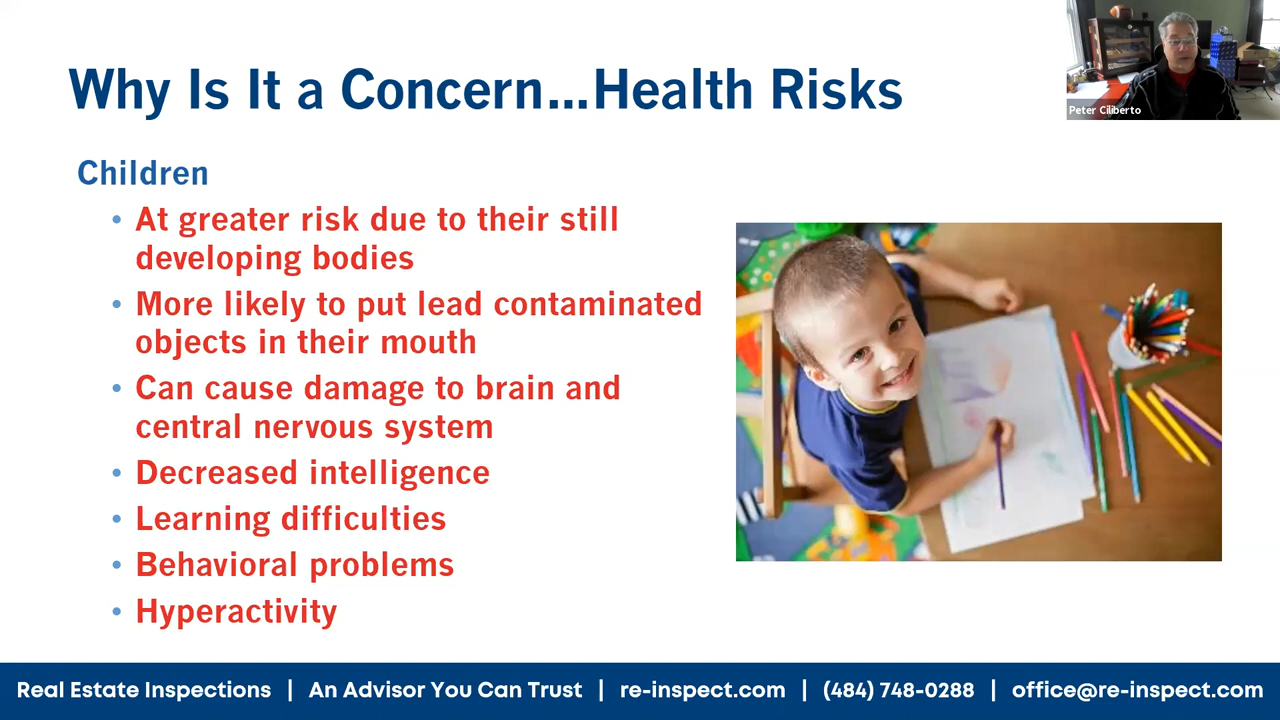 Why Is It a Concern...Health Risks
Peter Ciliberto
Children
• At greater risk due to their still
developing bodies
• More likely to put lead contaminated
objects in their mouth
• Can cause damage to brain and
central nervous system
• Decreased intelligence
• Learning difficulties
• Behavioral problems
• Hyperactivity
Real Estate Inspections | An Advisor You Can Trust | re-inspect.com | (484) 748-0288 | office@re-inspect.com